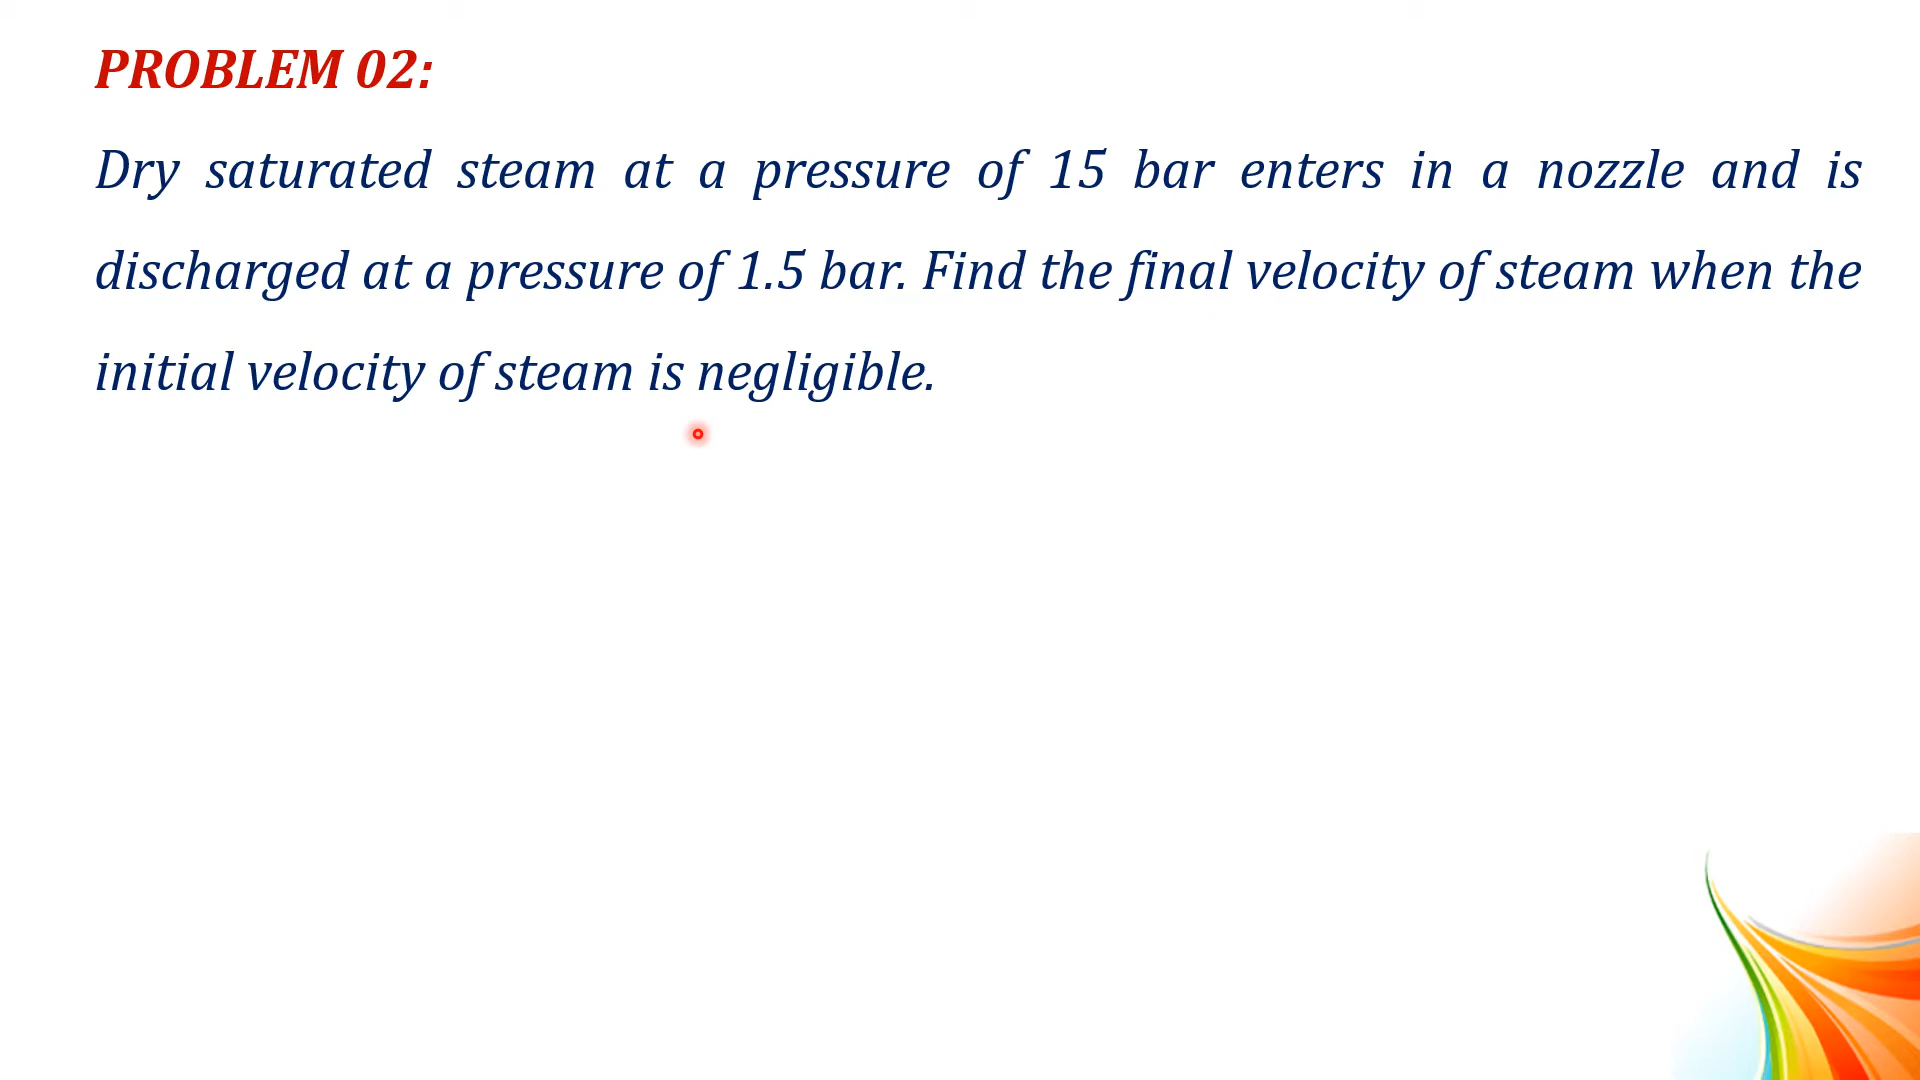 PROBLEM 02:
Dry saturated steam at a pressure of 15 bar enters in a nozzle and is
discharged at a pressure of 1.5 bar. Find the final velocity of steam when the
initial velocity of steam is negligible.